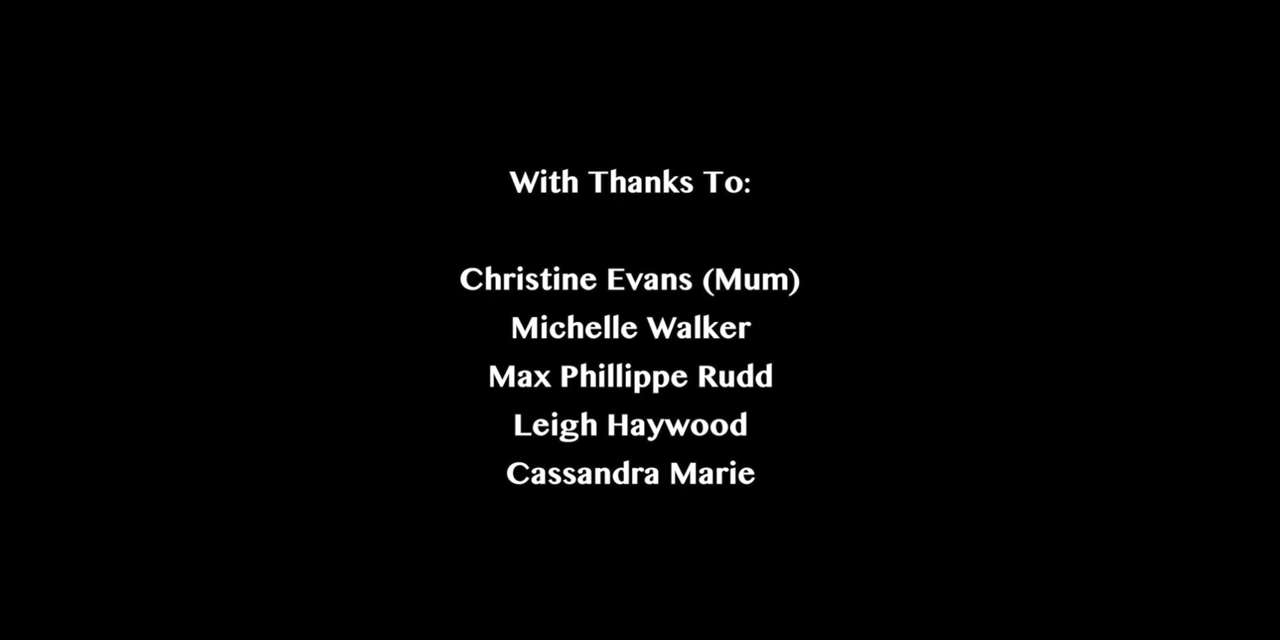 With Thanks To:
Christine Evans (Mum)
Michelle Walker
Max Phillippe Rudd
Leigh Haywood
Cassandra Marie